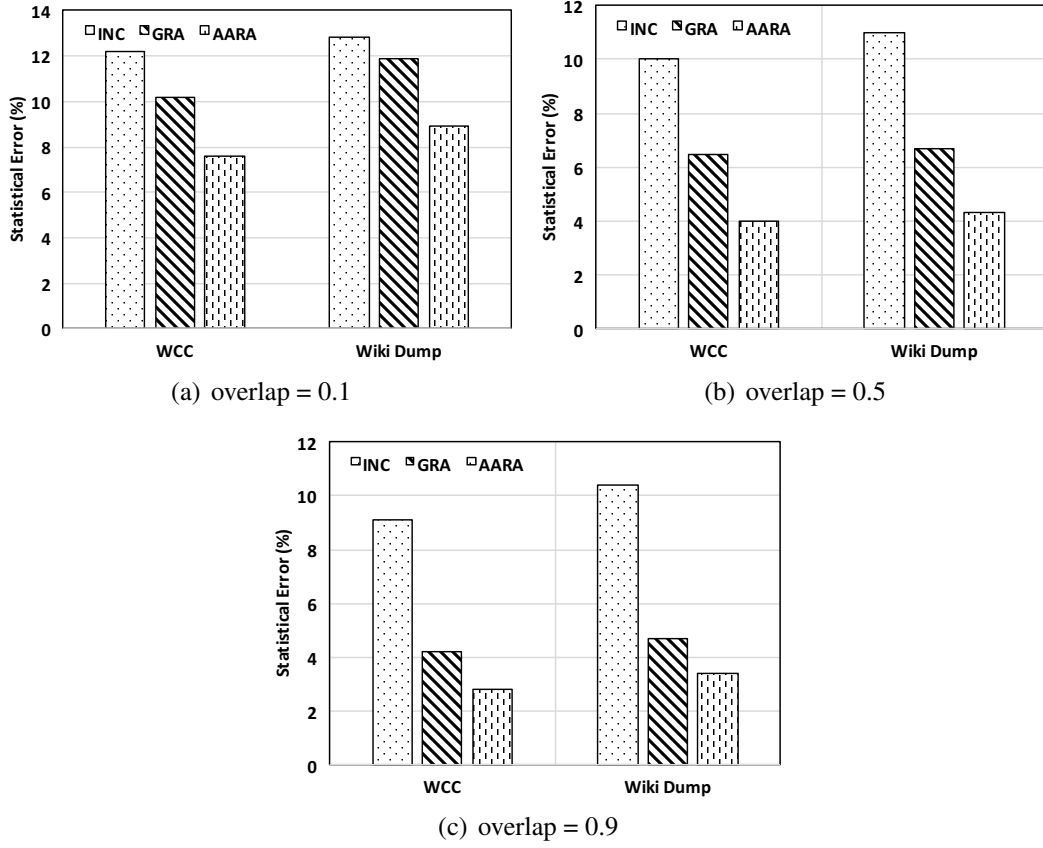 14
12
10
8
6
4
2
0
Statistical Error (%)
INC GRA AARA
WCC Wiki Dump
(a) overlap = 0.1
12
10
8
6
4
2
0
Statistical Error (%)
INC GRA AARA
WCC Wiki Dump
(b) overlap = 0.5
12
10
8
6
4
2
0
Statistical Error (%)
INC GRA AARA
WCC Wiki Dump
(c) overlap = 0.9